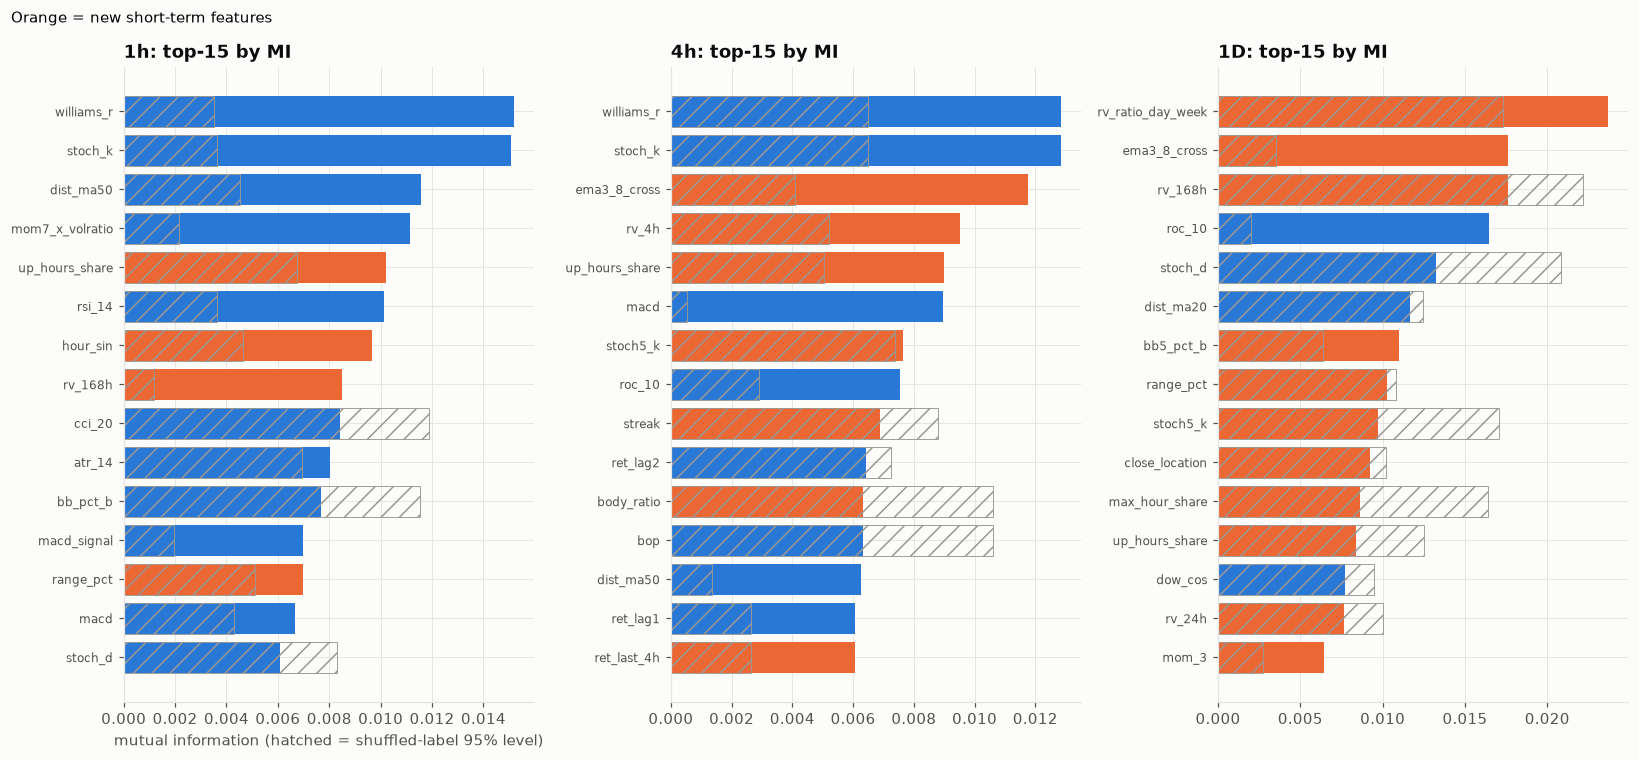 Orange = new short-term features
1h: top-15 by MI
williams_r
stoch_k
dist_ma50
mom7_x_volratio
up_hours_share
rsi_14
hour_sin
rv_168h
cci_20
atr_14
bb_pct_b
macd_signal
range_pct
macd
stoch_d
0.000 0.002 0.004 0.006 0.008 0.010 0.012 0.014
mutual information (hatched = shuffled-label 95% level)
4h: top-15 by MI
williams_r
stoch_k
ema3_8_cross
rv_4h
up_hours_share
macd
stoch5_k
roc_10
streak
ret_lag2
body_ratio
bop
dist_ma50
ret_lag1
ret_last_4h
0.000 0.002 0.004 0.006 0.008 0.010 0.012
1D: top-15 by MI
rv_ratio_day_week
ema3_8_cross
rv_168h
roc_10
stoch_d
dist_ma20
bb5_pct_b
range_pct
stoch5_k
close_location
max_hour_share
up_hours_share
dow_cos
rv_24h
mom_3
0.000 0.005 0.010 0.015 0.020